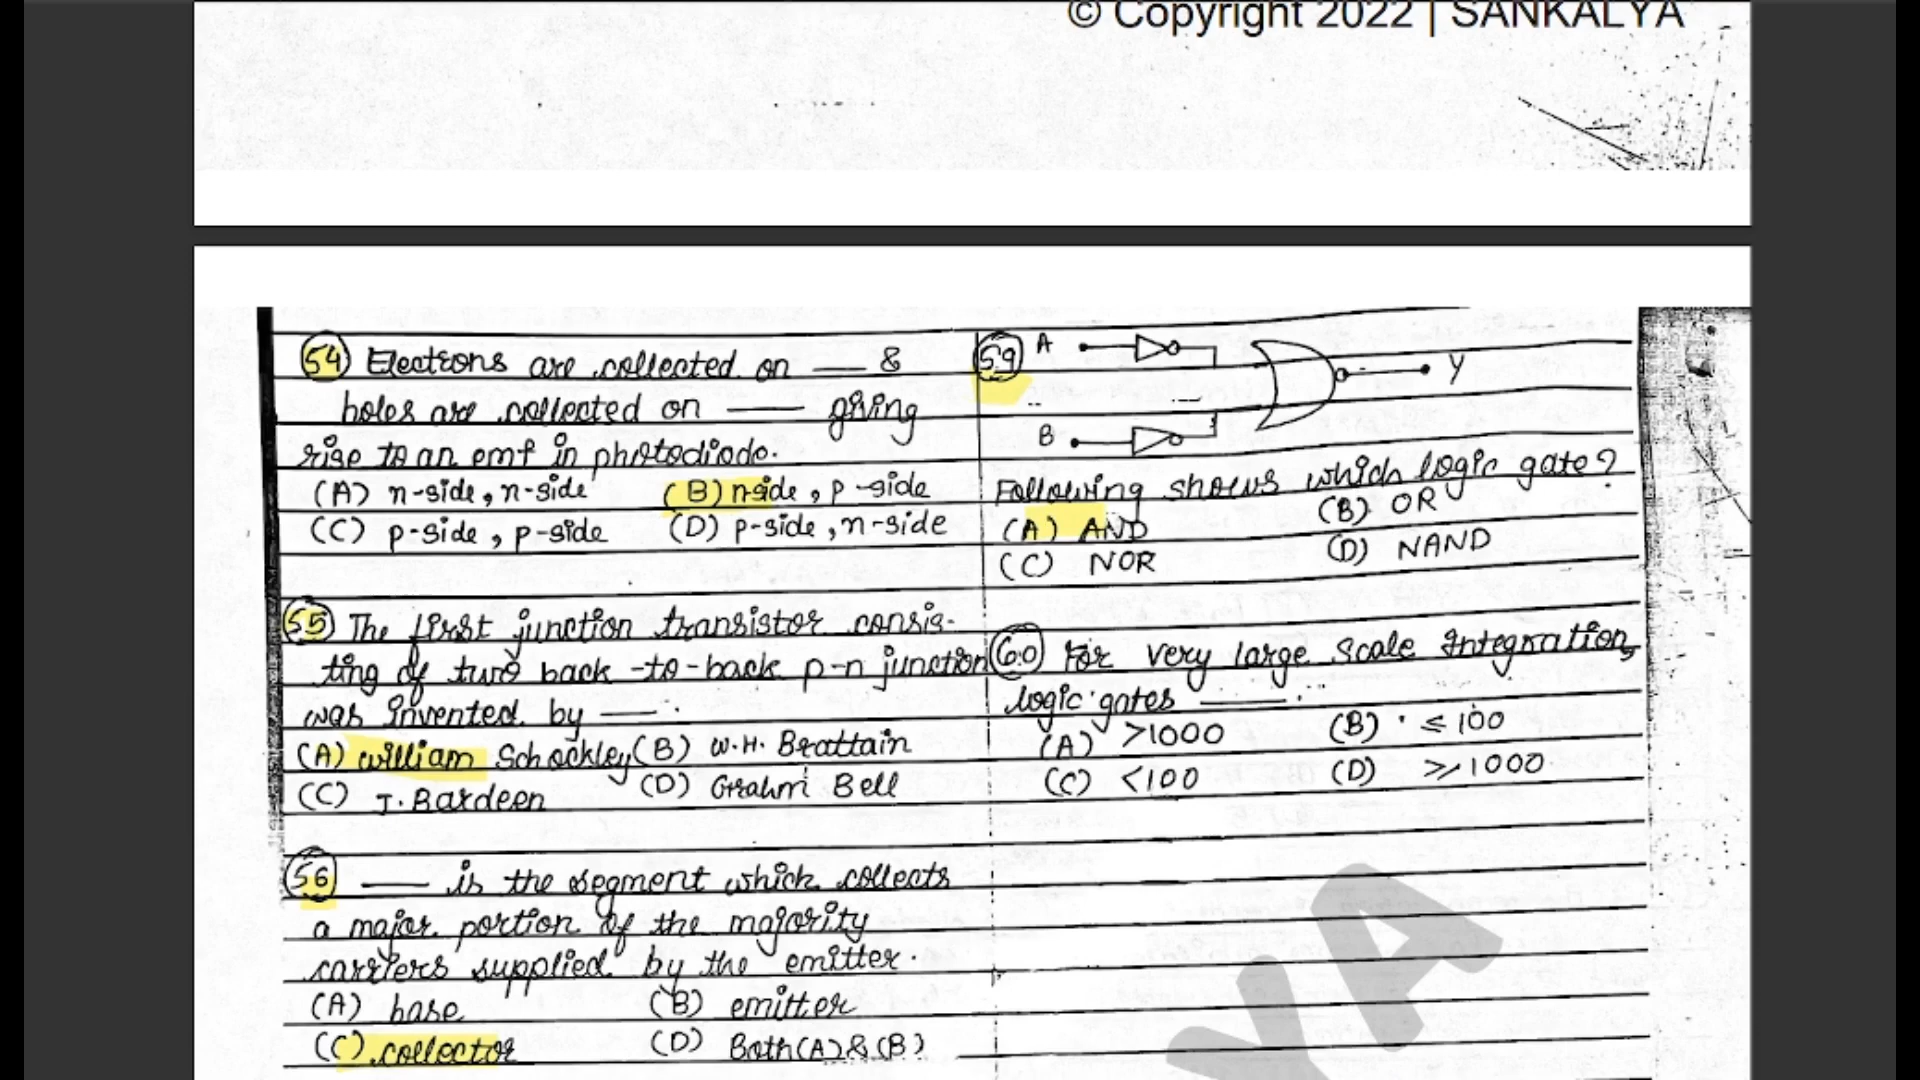 © Copyright 2022 | SANKALYA
54 Electrons are collected on ___ &
holes are collected on ___ giving
rise to an emf in photodiode.
(A) n-side, n-side (B) n-side, p-side
(C) p-side, p-side (D) p-side, n-side
55 The first junction transistor consis-
ting of two back-to-back p-n junction
was invented by ___.
(A) William Schockley (B) W.H. Brattain
(C) J. Bardeen (D) Grahm Bell
56 ___ is the segment which collects
a major portion of the majority
carriers supplied by the emitter.
(A) base (B) emitter
(C) collector (D) Both (A) & (B)
59 A
Y
B
Following shows which logic gate?
(A) AND (B) OR
(C) NOR (D) NAND
60 For very large scale Integration,
logic gates ___.
(A) >1000 (B) ≤100
(C) <100 (D) ≥1000
YA